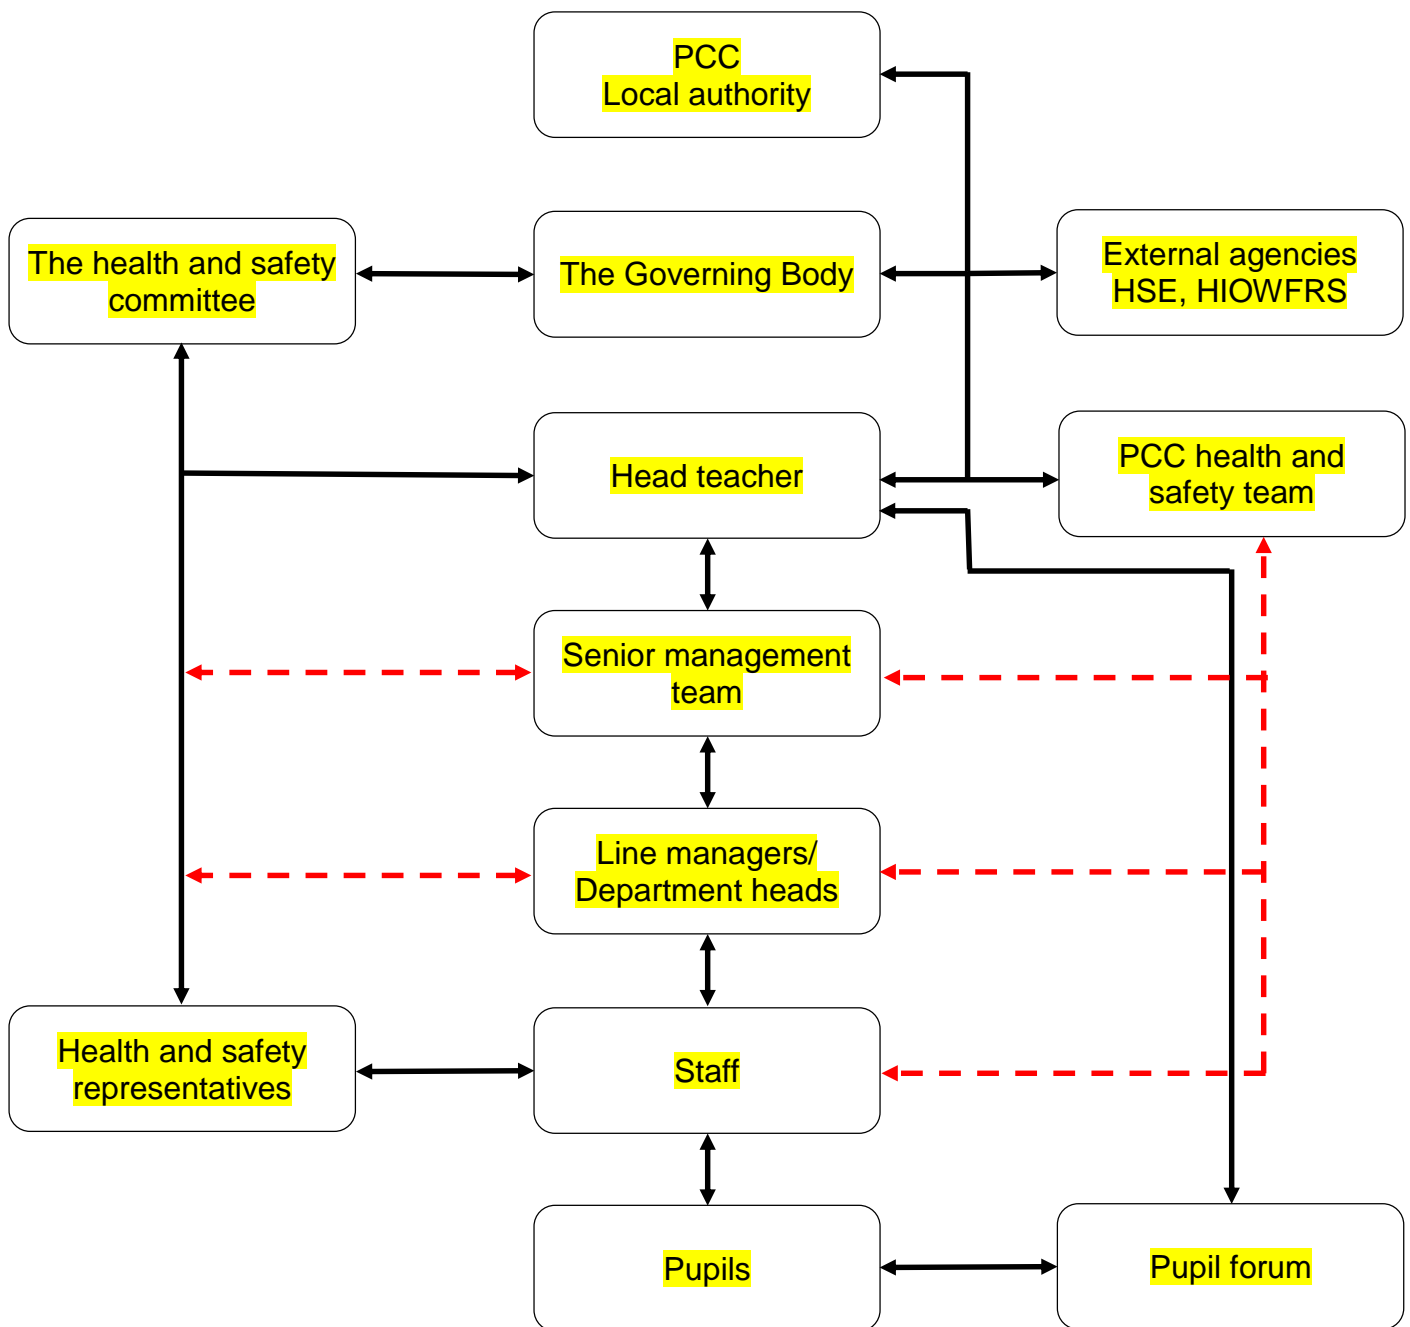 PCC
Local authority
The health and safety
committee
The Governing Body
External agencies
HSE, HIOWFRS
Head teacher
PCC health and
safety team
Senior management
team
Line managers/
Department heads
Health and safety
representatives
Staff
Pupils
Pupil forum